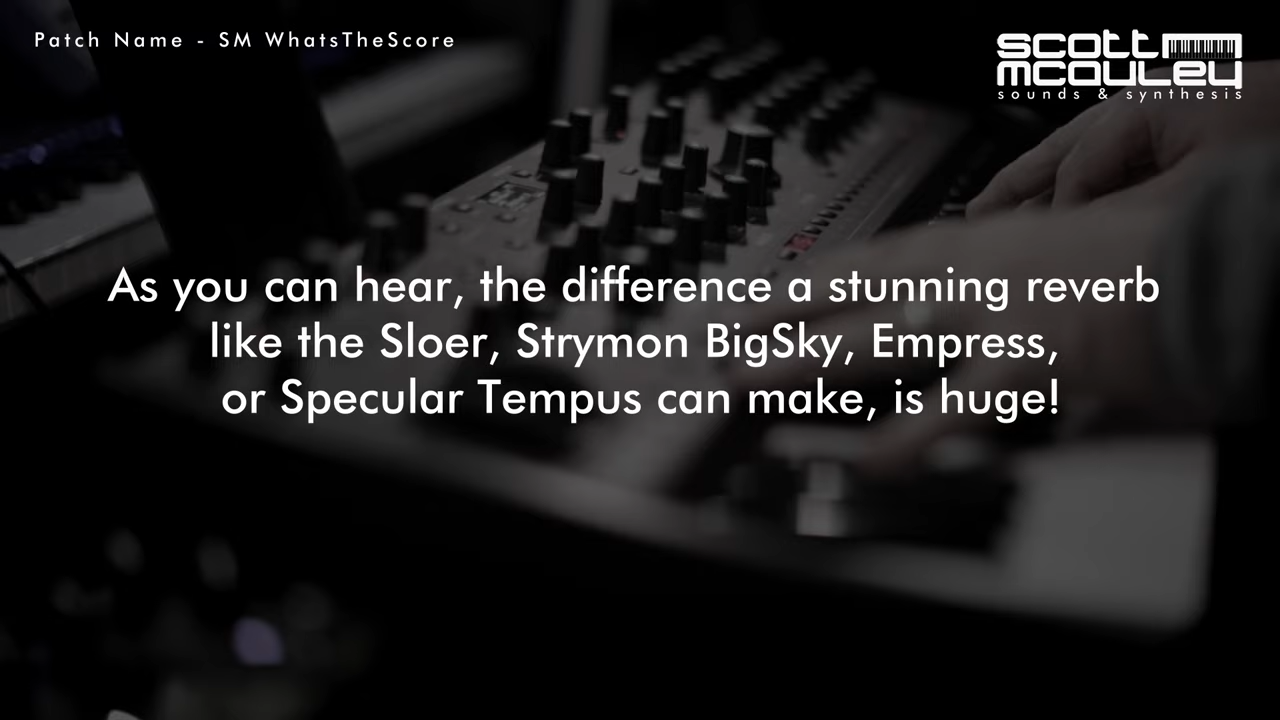 Patch Name - SM WhatsTheScore
scott
mcauley
sounds & synthesis
As you can hear, the difference a stunning reverb
like the Sloer, Strymon BigSky, Empress,
or Specular Tempus can make, is huge!